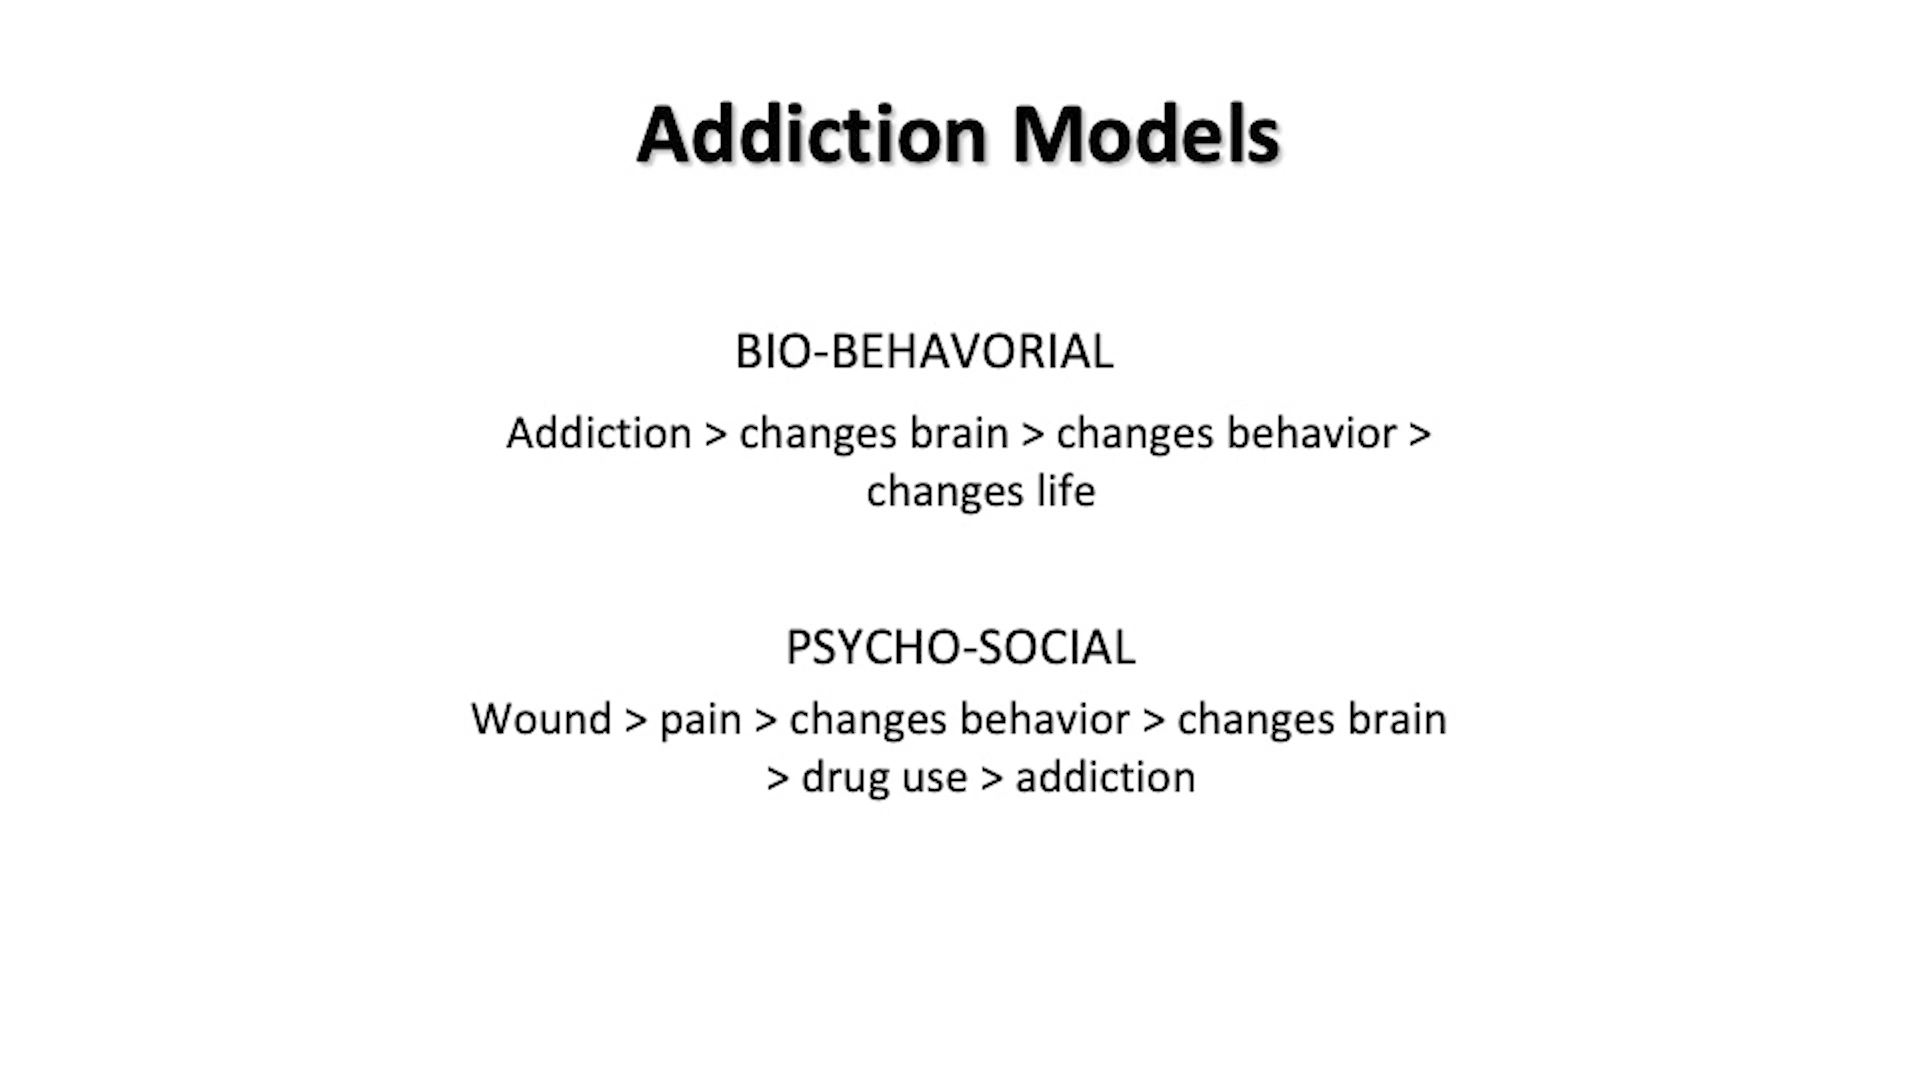 Addiction Models
BIO-BEHAVORIAL
Addiction > changes brain > changes behavior >
changes life
PSYCHO-SOCIAL
Wound > pain > changes behavior > changes brain
> drug use > addiction